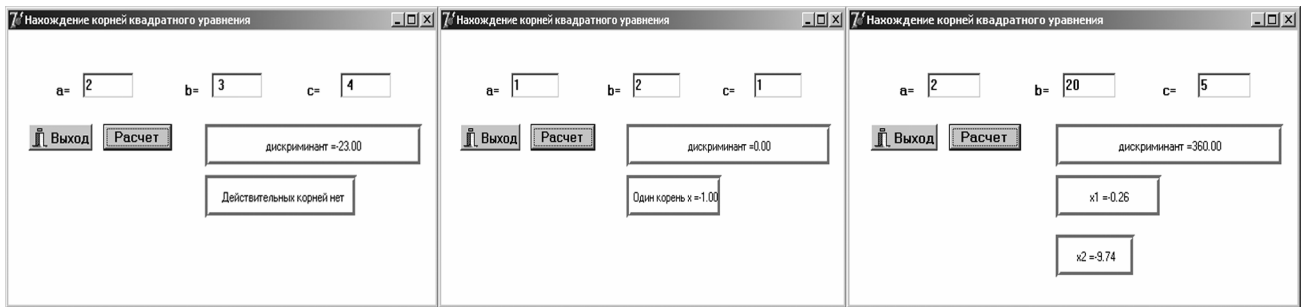 Нахождение корней квадратного уравнения
a= 2 b= 3 c= 4
Выход Расчет
дискриминант =-23.00
Действительных корней нет
Нахождение корней квадратного уравнения
a= 1 b= 2 c= 1
Выход Расчет
дискриминант =0.00
Один корень x =-1.00
Нахождение корней квадратного уравнения
a= 2 b= 20 c= 5
Выход Расчет
дискриминант =360.00
x1 =-0.26
x2 =-9.74